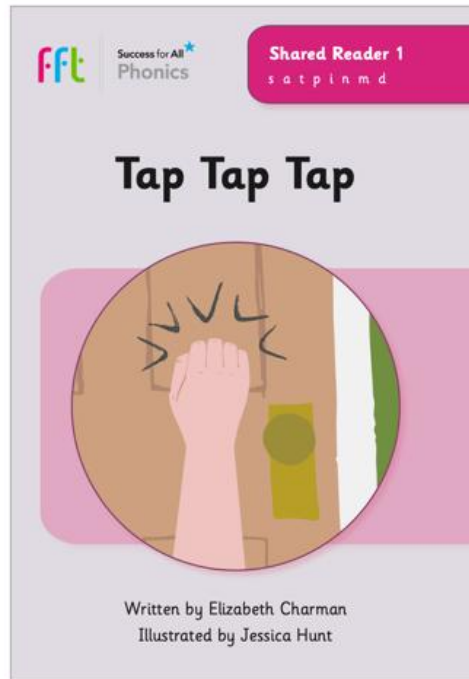 fft
Success for All
Phonics
Shared Reader 1
s a t p i n m d
Tap Tap Tap
Written by Elizabeth Charman
Illustrated by Jessica Hunt